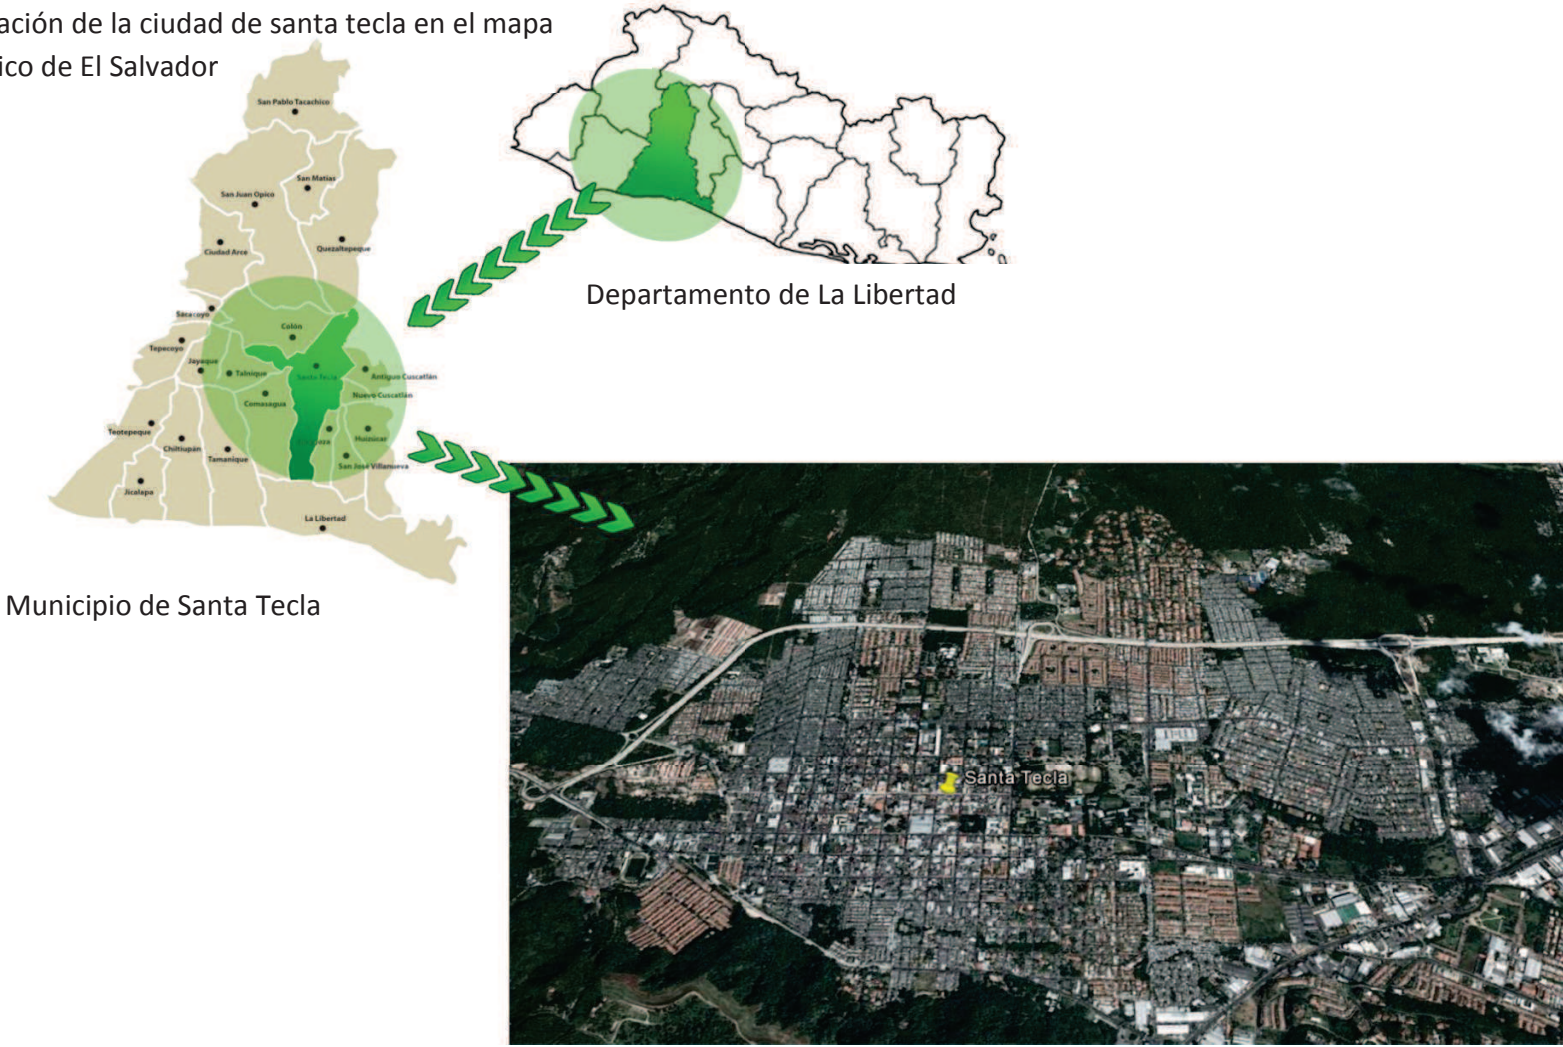 ación de la ciudad de santa tecla en el mapa
ico de El Salvador
San Pablo Tacachico
San Matías
San Juan Opico
Ciudad Arce
Quezaltepeque
Departamento de La Libertad
Sacacoyo
Colón
Tepecoyo
Jayaque
Talnique
Santa Tecla
Antiguo Cuscatlán
Comasagua
Nuevo Cuscatlán
Teotepeque
Chiltiupán
Huizúcar
Tamanique
San José Villanueva
Jicalapa
La Libertad
Municipio de Santa Tecla
Santa Tecla